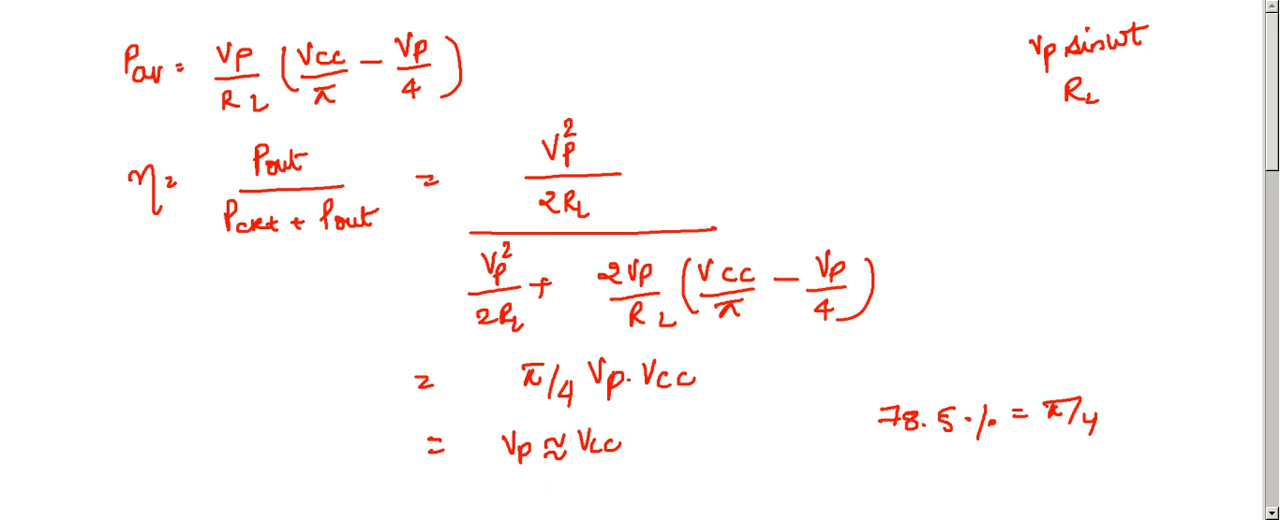 Pav = VP/RL (VCC/π − VP/4)
Vp sinωt
RL
η = Pout/(Pckt + Pout) = (VP²/2RL)/(VP²/2RL + 2VP/RL (VCC/π − VP/4))
= π/4 VP. VCC
78.5 % = π/4
= VP ≈ VCC